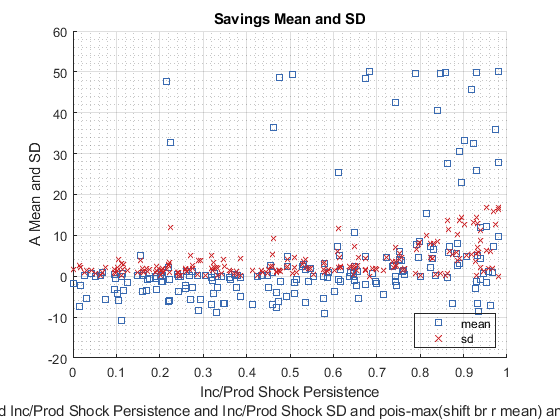 Savings Mean and SD
60
50
40
30
20
10
0
-10
-20
A Mean and SD
mean
sd
0 0.1 0.2 0.3 0.4 0.5 0.6 0.7 0.8 0.9 1
Inc/Prod Shock Persistence
d Inc/Prod Shock Persistence and Inc/Prod Shock SD and pois-max(shift br r mean) ar